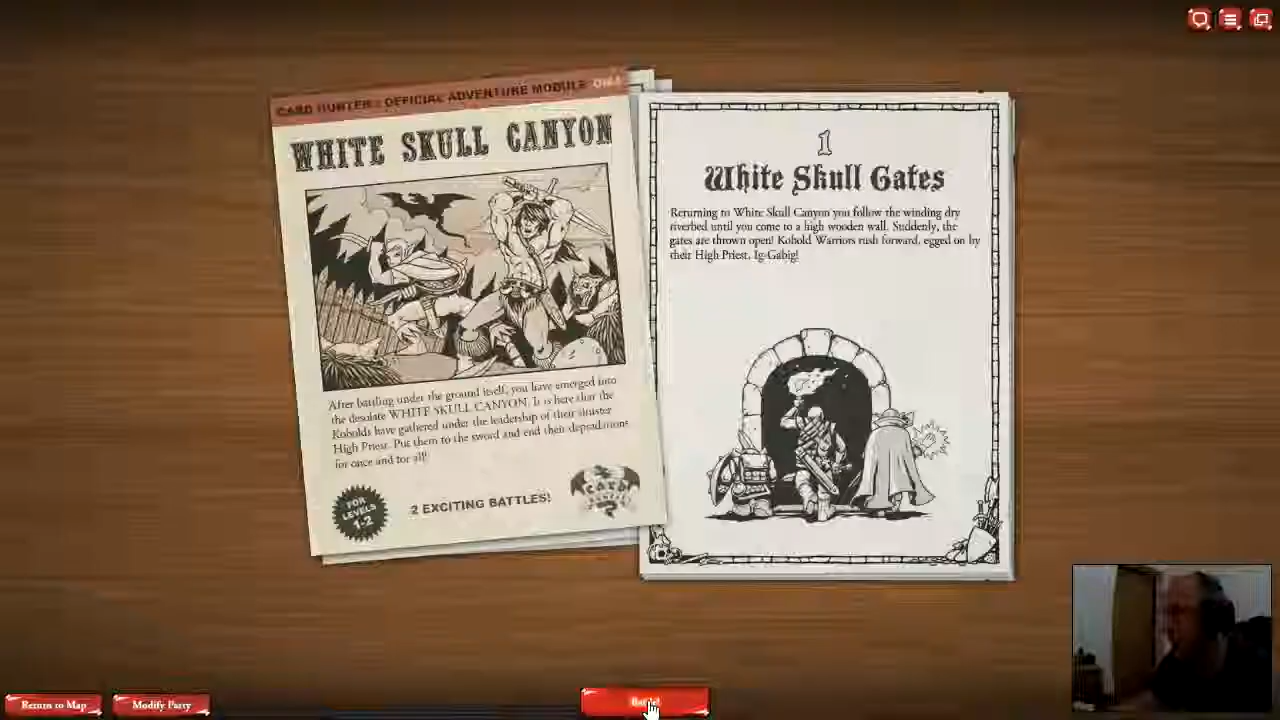 CARD HUNTER: OFFICIAL ADVENTURE MODULE
WHITE SKULL CANYON
After battling under the ground itself, you have emerged into
the desolate WHITE SKULL CANYON. It is here that the
Kobolds have gathered under the leadership of their sinister
High Priest. Put them to the sword and end their depradations
for once and for all!
FOR
LEVELS
1-2
2 EXCITING BATTLES!
card
1
White Skull Gates
Returning to White Skull Canyon you follow the winding dry
riverbed until you come to a high wooden wall. Suddenly, the
gates are thrown open! Kobold Warriors rush forward, egged on by
their High Priest, Ig-Gabig!
Return to Map
Modify Party